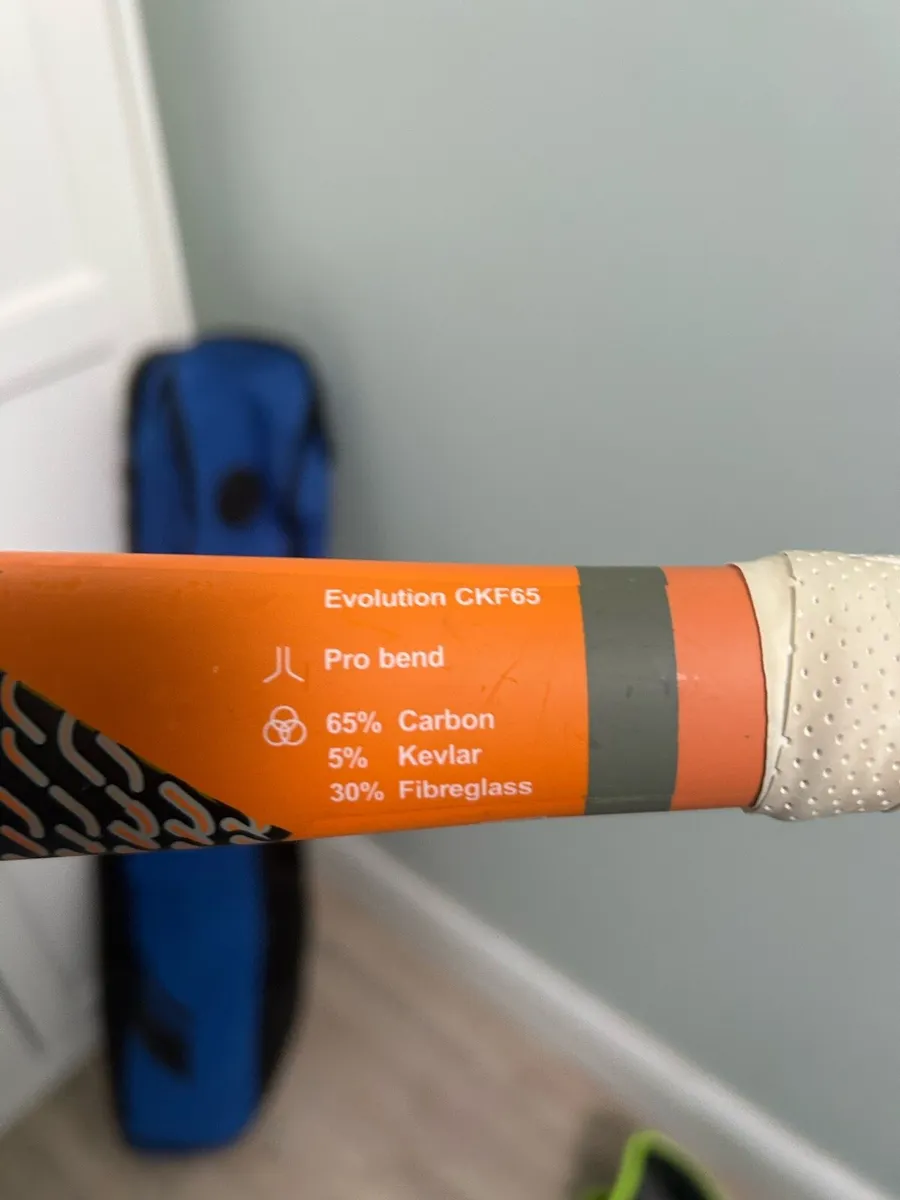 Evolution CKF65
Pro bend
65% Carbon
5% Kevlar
30% Fibreglass